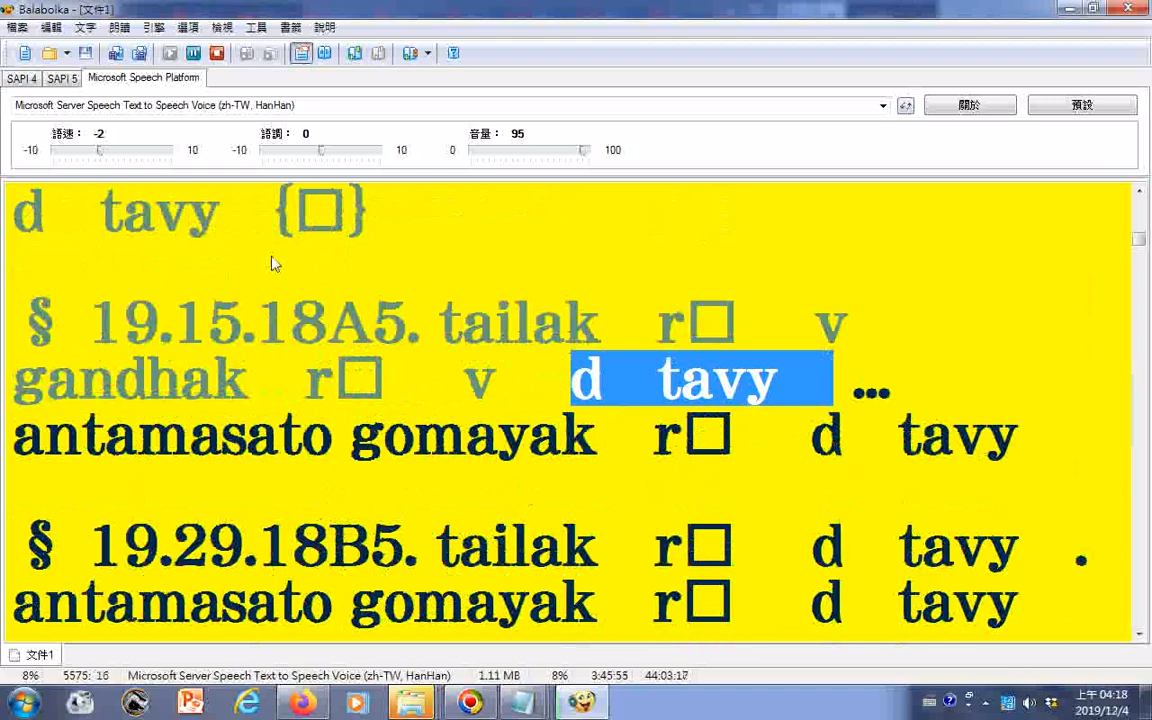 Balabolka - [文件1]
檔案 編輯 文字 朗讀 引擎 選項 檢視 工具 書籤 說明
SAPI 4 SAPI 5 Microsoft Speech Platform
Microsoft Server Speech Text to Speech Voice (zh-TW, HanHan) 關於 預設
語速： -2 語調： 0 音量： 95
-10 10 -10 10 0 100
d tavy {□}
§ 19.15.18A5. tailak r□ v
gandhak r□ v d tavy ...
antamasato gomayak r□ d tavy
§ 19.29.18B5. tailak r□ d tavy .
antamasato gomayak r□ d tavy
文件1
8% 5575: 16 Microsoft Server Speech Text to Speech Voice (zh-TW, HanHan) 1.11 MB 8% 3:45:55 44:03:17
上午 04:18
2019/12/4